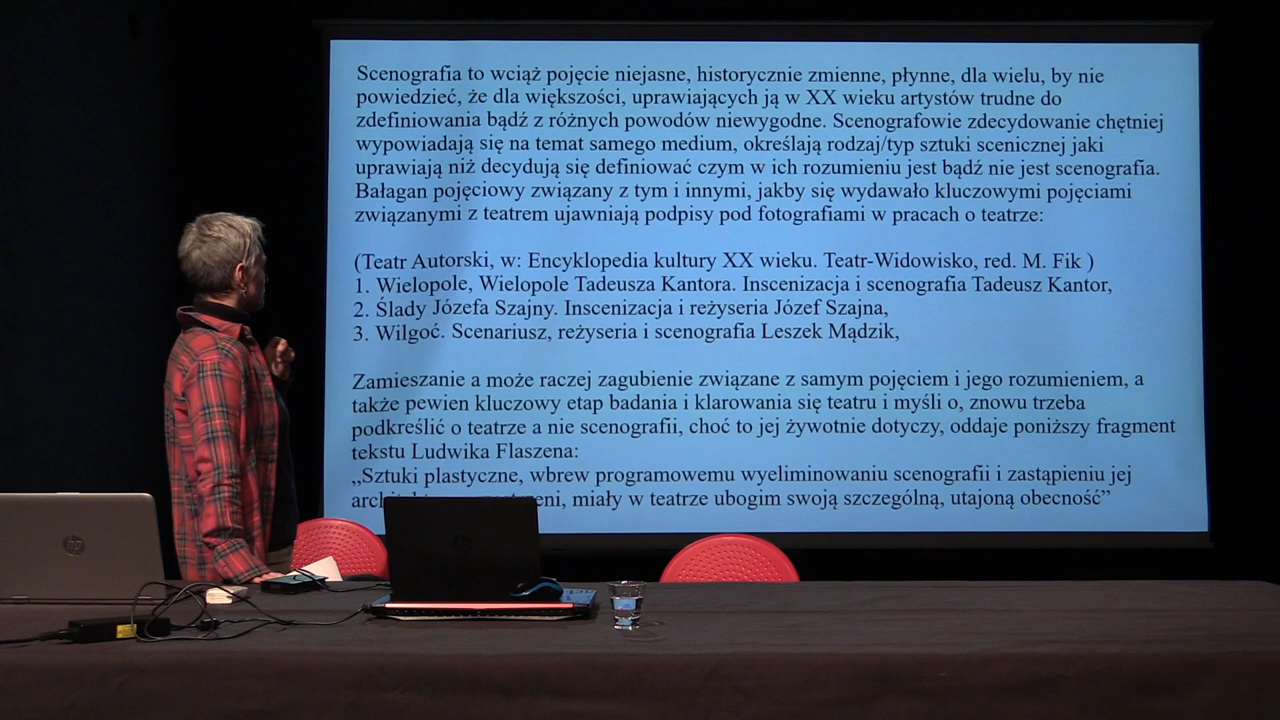 Scenografia to wciąż pojęcie niejasne, historycznie zmienne, płynne, dla wielu, by nie
powiedzieć, że dla większości, uprawiających ją w XX wieku artystów trudne do
zdefiniowania bądź z różnych powodów niewygodne. Scenografowie zdecydowanie chętniej
wypowiadają się na temat samego medium, określają rodzaj/typ sztuki scenicznej jaki
uprawiają niż decydują się definiować czym w ich rozumieniu jest bądź nie jest scenografia.
Bałagan pojęciowy związany z tym i innymi, jakby się wydawało kluczowymi pojęciami
związanymi z teatrem ujawniają podpisy pod fotografiami w pracach o teatrze:
(Teatr Autorski, w: Encyklopedia kultury XX wieku. Teatr-Widowisko, red. M. Fik )
1. Wielopole, Wielopole Tadeusza Kantora. Inscenizacja i scenografia Tadeusz Kantor,
2. Ślady Józefa Szajny. Inscenizacja i reżyseria Józef Szajna,
3. Wilgoć. Scenariusz, reżyseria i scenografia Leszek Mądzik,
Zamieszanie a może raczej zagubienie związane z samym pojęciem i jego rozumieniem, a
także pewien kluczowy etap badania i klarowania się teatru i myśli o, znowu trzeba
podkreślić o teatrze a nie scenografii, choć to jej żywotnie dotyczy, oddaje poniższy fragment
tekstu Ludwika Flaszena:
„Sztuki plastyczne, wbrew programowemu wyeliminowaniu scenografii i zastąpieniu jej
miały w teatrze ubogim swoją szczególną, utajoną obecność”
hp